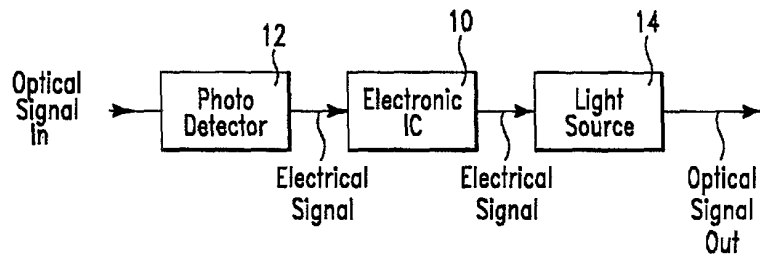 12
10
14
Optical
Signal
In
Photo
Detector
Electronic
IC
Light
Source
Electrical
Signal
Electrical
Signal
Optical
Signal
Out